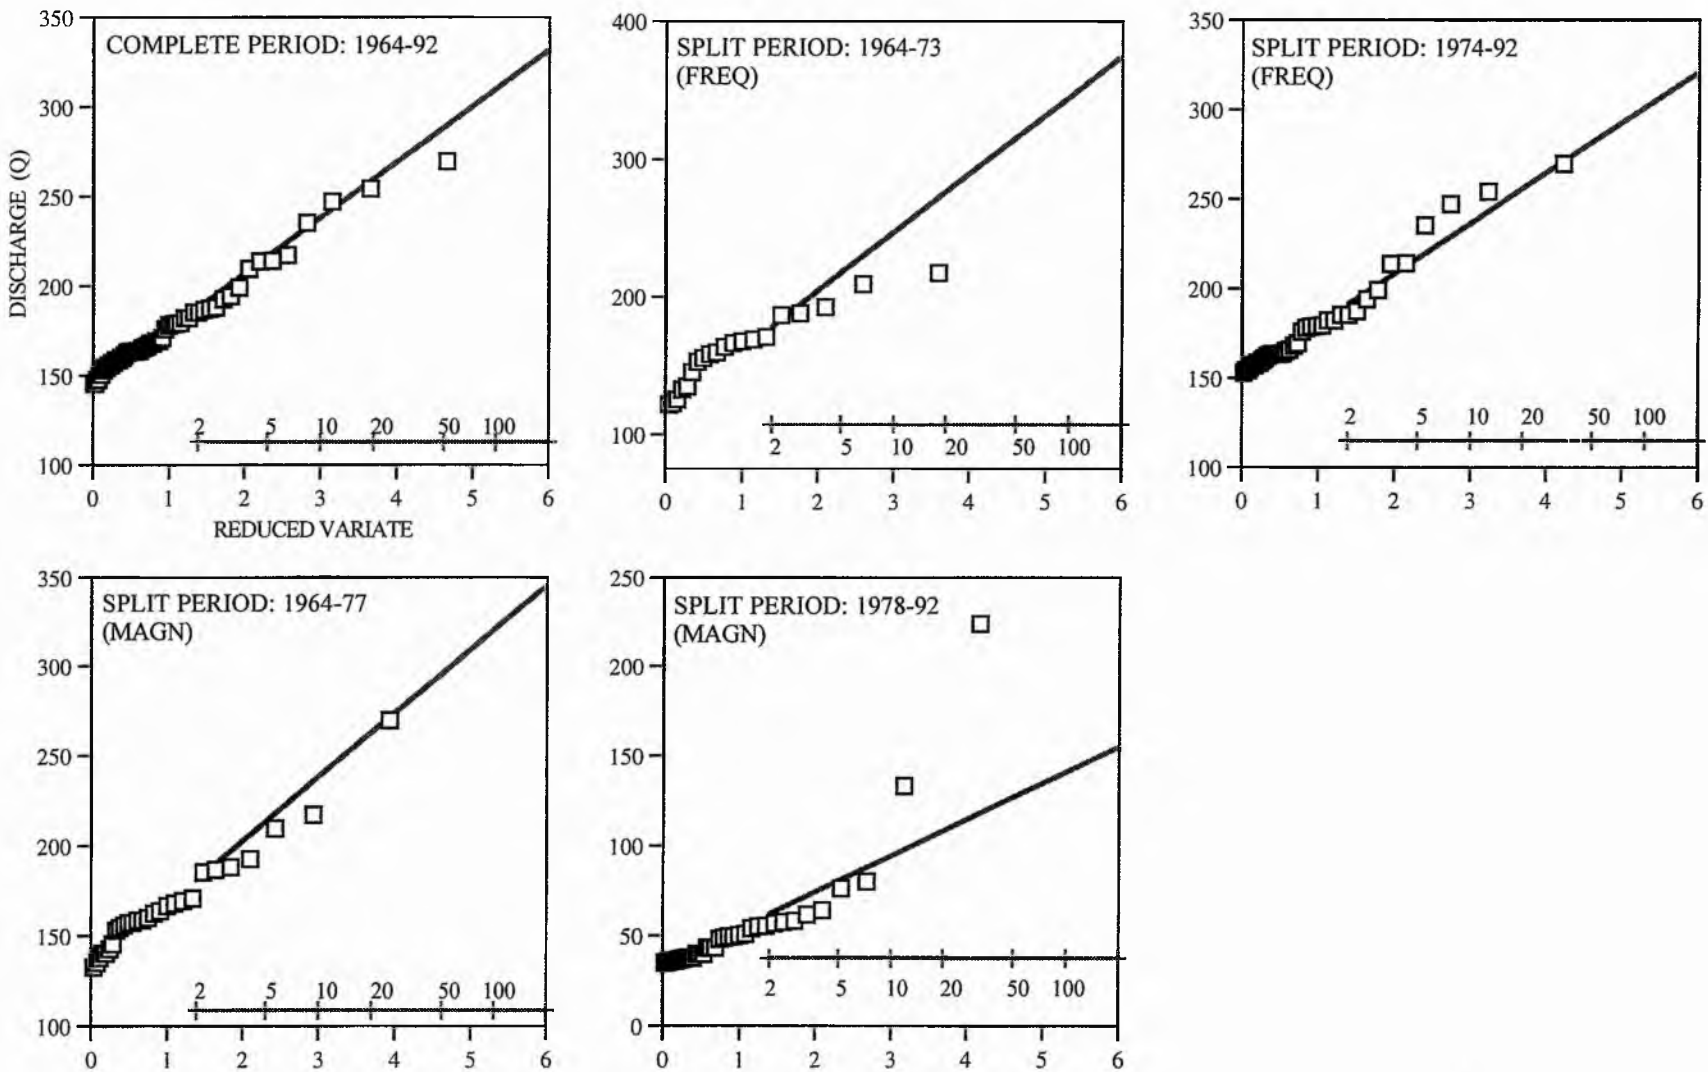 COMPLETE PERIOD: 1964-92
DISCHARGE (Q)
350
300
250
200
150
100
2 5 10 20 50 100
0 1 2 3 4 5 6
REDUCED VARIATE
SPLIT PERIOD: 1964-73
(FREQ)
400
300
200
100
2 5 10 20 50 100
1 2 3 4 5 6
SPLIT PERIOD: 1974-92
(FREQ)
350
300
250
200
150
100
2 5 10 20 50 100
0 1 2 3 4 5 6
SPLIT PERIOD: 1964-77
(MAGN)
350
300
250
200
150
100
2 5 10 20 50 100
0 1 2 3 4 5 6
SPLIT PERIOD: 1978-92
(MAGN)
250
200
150
100
50
0
2 5 10 20 50 100
0 1 2 3 4 5 6